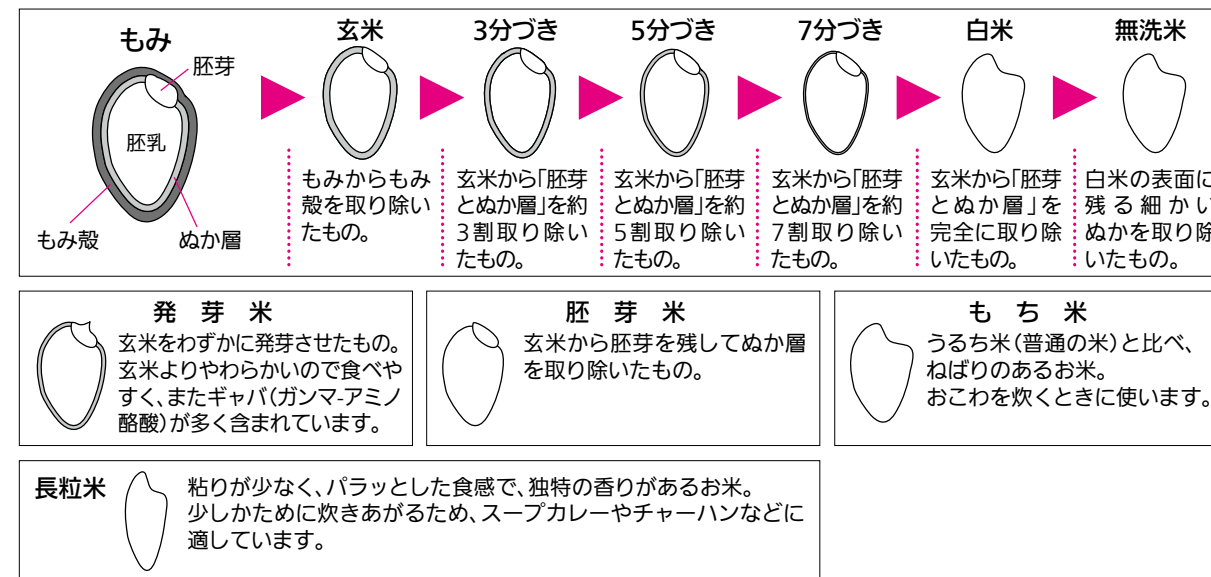 もみ
胚芽
胚乳
もみ殻
ぬか層
玄米
もみからもみ
殻を取り除い
たもの。
3分づき
玄米から「胚芽
とぬか層」を約
3割取り除い
たもの。
5分づき
玄米から「胚芽
とぬか層」を約
5割取り除い
たもの。
7分づき
玄米から「胚芽
とぬか層」を約
7割取り除い
たもの。
白米
玄米から「胚芽
とぬか層」を
完全に取り除
いたもの。
無洗米
白米の表面に
残る細かい
ぬかを取り除
いたもの。
発芽米
玄米をわずかに発芽させたもの。
玄米よりやわらかいので食べや
すく、またギャバ(ガンマ-アミノ
酪酸)が多く含まれています。
胚芽米
玄米から胚芽を残してぬか層
を取り除いたもの。
もち米
うるち米(普通の米)と比べ、
ねばりのあるお米。
おこわを炊くときに使います。
長粒米
粘りが少なく、パラッとした食感で、独特の香りがあるお米。
少しかために炊きあがるため、スープカレーやチャーハンなどに
適しています。